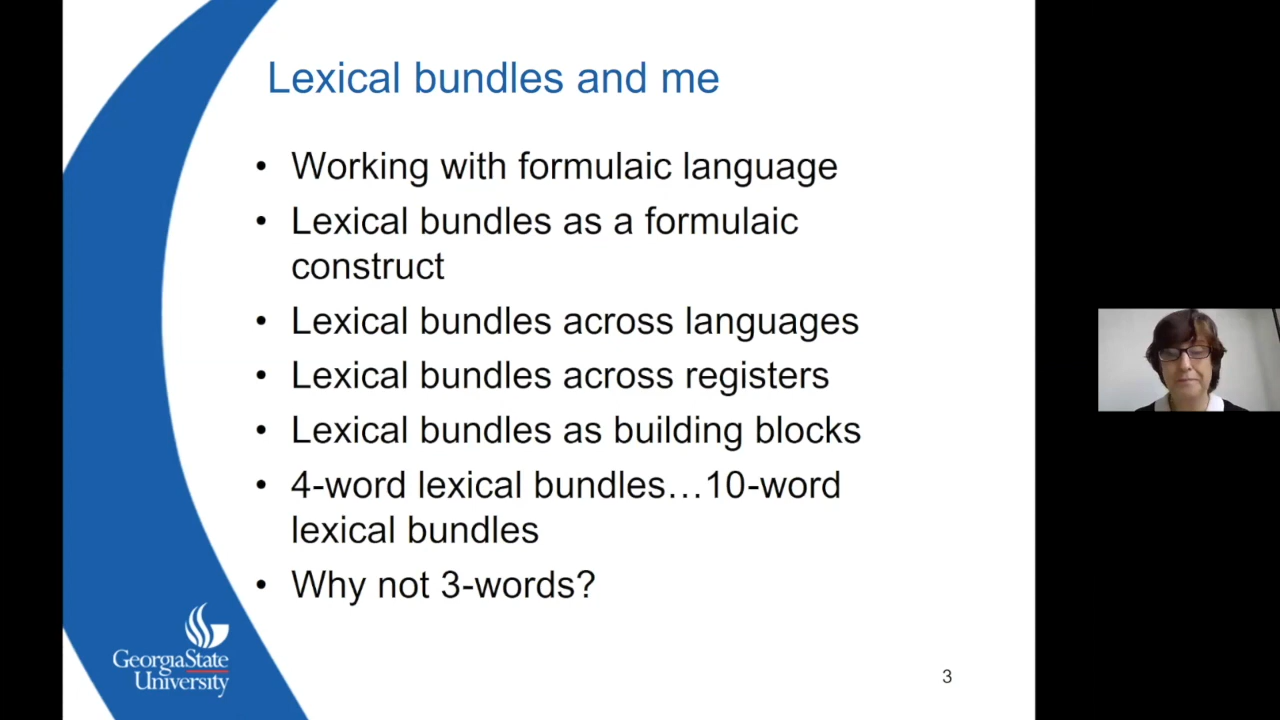 Lexical bundles and me
• Working with formulaic language
• Lexical bundles as a formulaic
construct
• Lexical bundles across languages
• Lexical bundles across registers
• Lexical bundles as building blocks
• 4-word lexical bundles…10-word
lexical bundles
• Why not 3-words?
GeorgiaState
University
3